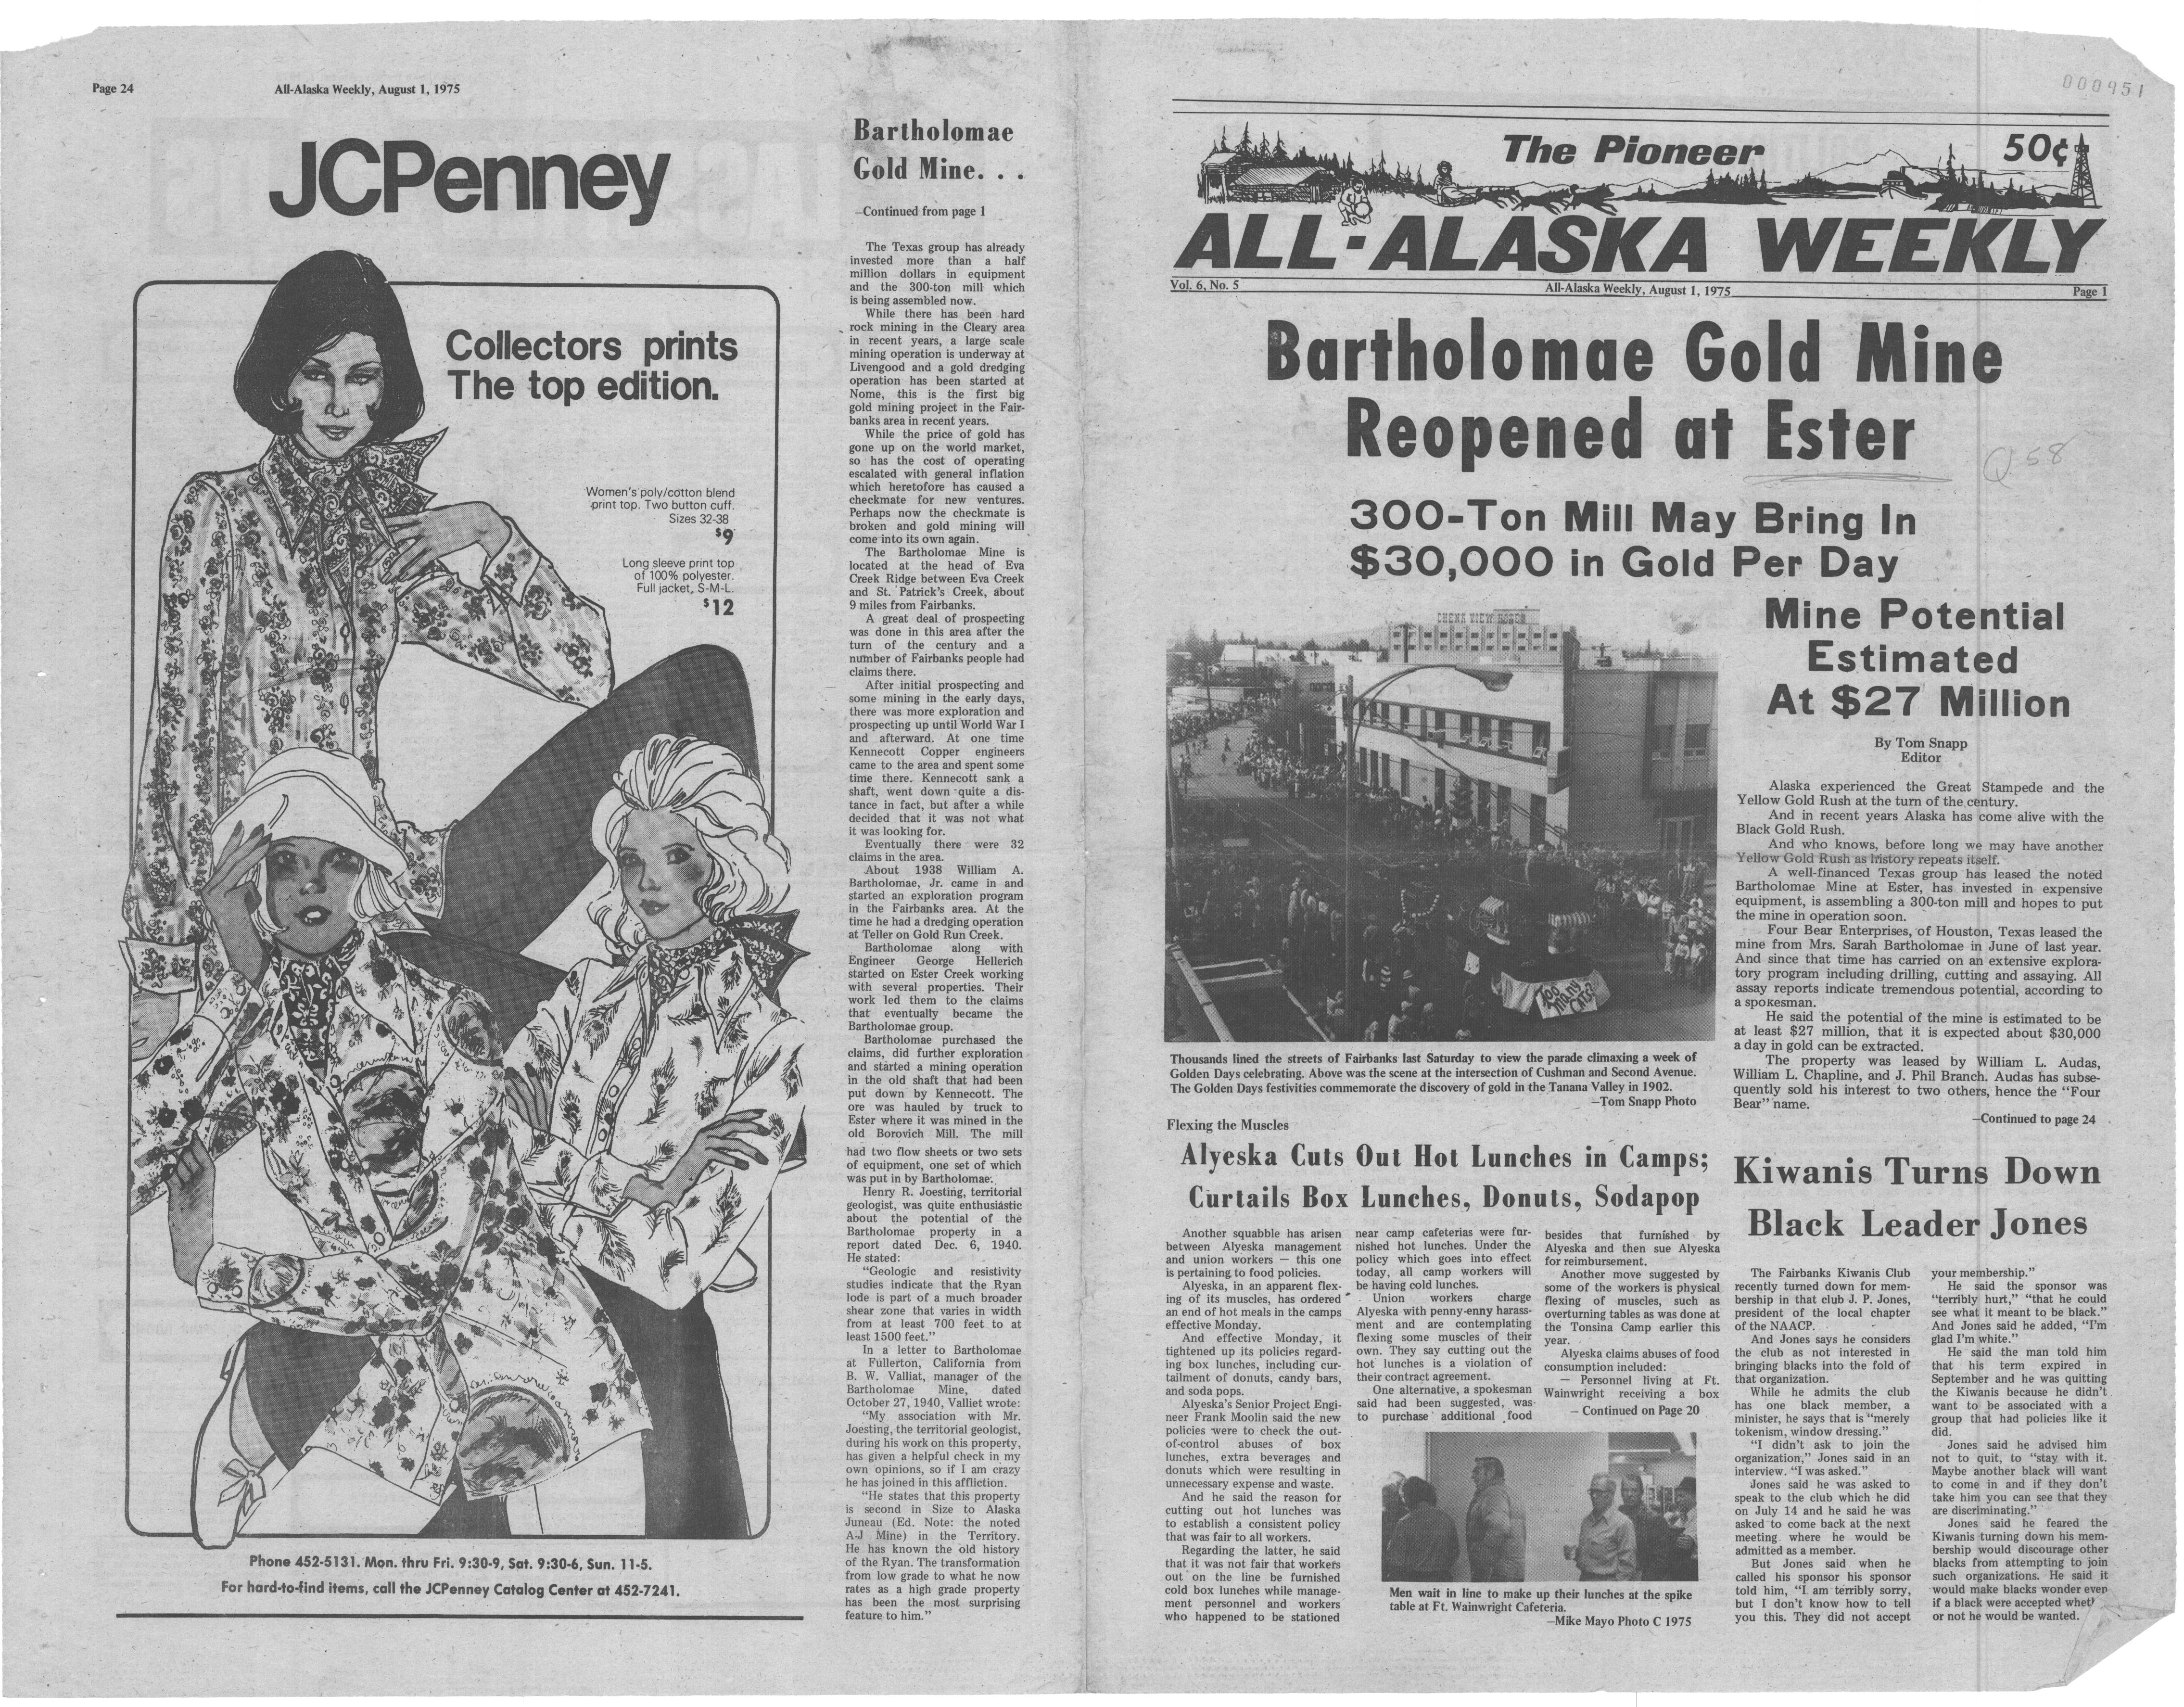 Page 24
All-Alaska Weekly, August 1, 1975
JCPenney
Collectors prints
The top edition.
Women's poly/cotton blend
print top. Two button cuff.
Sizes 32-38
$9
Long sleeve print top
of 100% polyester.
Full jacket, S-M-L.
$12
Phone 452-5131. Mon. thru Fri. 9:30-9, Sat. 9:30-6, Sun. 11-5.
For hard-to-find items, call the JCPenney Catalog Center at 452-7241.
Bartholomae
Gold Mine. . .
—Continued from page 1
The Texas group has already
invested more than a half
million dollars in equipment
and the 300-ton mill which
is being assembled now.
While there has been hard
rock mining in the Cleary area
in recent years, a large scale
mining operation is underway at
Livengood and a gold dredging
operation has been started at
Nome, this is the first big
gold mining project in the Fair-
banks area in recent years.
While the price of gold has
gone up on the world market,
so has the cost of operating
escalated with general inflation
which heretofore has caused a
checkmate for new ventures.
Perhaps now the checkmate is
broken and gold mining will
come into its own again.
The Bartholomae Mine is
located at the head of Eva
Creek Ridge between Eva Creek
and St. Patrick's Creek, about
9 miles from Fairbanks.
A great deal of prospecting
was done in this area after the
turn of the century and a
number of Fairbanks people had
claims there.
After initial prospecting and
some mining in the early days,
there was more exploration and
prospecting up until World War I
and afterward. At one time
Kennecott Copper engineers
came to the area and spent some
time there. Kennecott sank a
shaft, went down quite a dis-
tance in fact, but after a while
decided that it was not what
it was looking for.
Eventually there were 32
claims in the area.
About 1938 William A.
Bartholomae, Jr. came in and
started an exploration program
in the Fairbanks area. At the
time he had a dredging operation
at Teller on Gold Run Creek.
Bartholomae along with
Engineer George Hellerich
started on Ester Creek working
with several properties. Their
work led them to the claims
that eventually became the
Bartholomae group.
Bartholomae purchased the
claims, did further exploration
and started a mining operation
in the old shaft that had been
put down by Kennecott. The
ore was hauled by truck to
Ester where it was mined in the
old Borovich Mill. The mill
had two flow sheets or two sets
of equipment, one set of which
was put in by Bartholomae.
Henry R. Joesting, territorial
geologist, was quite enthusiastic
about the potential of the
Bartholomae property in a
report dated Dec. 6, 1940.
He stated:
"Geologic and resistivity
studies indicate that the Ryan
lode is part of a much broader
shear zone that varies in width
from at least 700 feet to at
least 1500 feet."
In a letter to Bartholomae
at Fullerton, California from
B. W. Valliat, manager of the
Bartholomae Mine, dated
October 27, 1940, Valliet wrote:
"My association with Mr.
Joesting, the territorial geologist,
during his work on this property,
has given a helpful check in my
own opinions, so if I am crazy
he has joined in this affliction.
"He states that this property
is second in Size to Alaska
Juneau (Ed. Note: the noted
A-J Mine) in the Territory.
He has known the old history
of the Ryan. The transformation
from low grade to what he now
rates as a high grade property
has been the most surprising
feature to him."
000951
The Pioneer
50¢
ALL-ALASKA WEEKLY
Vol. 6, No. 5
All-Alaska Weekly, August 1, 1975
Page 1
Bartholomae Gold Mine
Reopened at Ester
Q 58
300-Ton Mill May Bring In
$30,000 in Gold Per Day
CHENA VIEW HOTEL
Too
many
CM's?
Thousands lined the streets of Fairbanks last Saturday to view the parade climaxing a week of
Golden Days celebrating. Above was the scene at the intersection of Cushman and Second Avenue.
The Golden Days festivities commemorate the discovery of gold in the Tanana Valley in 1902.
—Tom Snapp Photo
Mine Potential
Estimated
At $27 Million
By Tom Snapp
Editor
Alaska experienced the Great Stampede and the
Yellow Gold Rush at the turn of the century.
And in recent years Alaska has come alive with the
Black Gold Rush.
And who knows, before long we may have another
Yellow Gold Rush as history repeats itself.
A well-financed Texas group has leased the noted
Bartholomae Mine at Ester, has invested in expensive
equipment, is assembling a 300-ton mill and hopes to put
the mine in operation soon.
Four Bear Enterprises, of Houston, Texas leased the
mine from Mrs. Sarah Bartholomae in June of last year.
And since that time has carried on an extensive explora-
tory program including drilling, cutting and assaying. All
assay reports indicate tremendous potential, according to
a spokesman.
He said the potential of the mine is estimated to be
at least $27 million, that it is expected about $30,000
a day in gold can be extracted.
The property was leased by William L. Audas,
William L. Chapline, and J. Phil Branch. Audas has subse-
quently sold his interest to two others, hence the "Four
Bear" name.
—Continued to page 24
Flexing the Muscles
Alyeska Cuts Out Hot Lunches in Camps;
Curtails Box Lunches, Donuts, Sodapop
Another squabble has arisen
between Alyeska management
and union workers — this one
is pertaining to food policies.
Alyeska, in an apparent flex-
ing of its muscles, has ordered
an end of hot meals in the camps
effective Monday.
And effective Monday, it
tightened up its policies regard-
ing box lunches, including cur-
tailment of donuts, candy bars,
and soda pops.
Alyeska's Senior Project Engi-
neer Frank Moolin said the new
policies were to check the out-
of-control abuses of box
lunches, extra beverages and
donuts which were resulting in
unnecessary expense and waste.
And he said the reason for
cutting out hot lunches was
to establish a consistent policy
that was fair to all workers.
Regarding the latter, he said
that it was not fair that workers
out on the line be furnished
cold box lunches while manage-
ment personnel and workers
who happened to be stationed
near camp cafeterias were fur-
nished hot lunches. Under the
policy which goes into effect
today, all camp workers will
be having cold lunches.
Union workers charge
Alyeska with penny-enny harass-
ment and are contemplating
flexing some muscles of their
own. They say cutting out the
hot lunches is a violation of
their contract agreement.
One alternative, a spokesman
said had been suggested, was
to purchase additional food
besides that furnished by
Alyeska and then sue Alyeska
for reimbursement.
Another move suggested by
some of the workers is physical
flexing of muscles, such as
overturning tables as was done at
the Tonsina Camp earlier this
year.
Alyeska claims abuses of food
consumption included:
— Personnel living at Ft.
Wainwright receiving a box
— Continued on Page 20
Men wait in line to make up their lunches at the spike
table at Ft. Wainwright Cafeteria.
—Mike Mayo Photo C 1975
Kiwanis Turns Down
Black Leader Jones
The Fairbanks Kiwanis Club
recently turned down for mem-
bership in that club J. P. Jones,
president of the local chapter
of the NAACP.
And Jones says he considers
the club as not interested in
bringing blacks into the fold of
that organization.
While he admits the club
has one black member, a
minister, he says that is "merely
tokenism, window dressing."
"I didn't ask to join the
organization," Jones said in an
interview. "I was asked."
Jones said he was asked to
speak to the club which he did
on July 14 and he said he was
asked to come back at the next
meeting where he would be
admitted as a member.
But Jones said when he
called his sponsor his sponsor
told him, "I am terribly sorry,
but I don't know how to tell
you this. They did not accept
your membership."
He said the sponsor was
"terribly hurt," "that he could
see what it meant to be black."
And Jones said he added, "I'm
glad I'm white."
He said the man told him
that his term expired in
September and he was quitting
the Kiwanis because he didn't
want to be associated with a
group that had policies like it
did.
Jones said he advised him
not to quit, to "stay with it.
Maybe another black will want
to come in and if they don't
take him you can see that they
are discriminating."
Jones said he feared the
Kiwanis turning down his mem-
bership would discourage other
blacks from attempting to join
such organizations. He said it
would make blacks wonder even
if a black were accepted whet
or not he would be wanted.